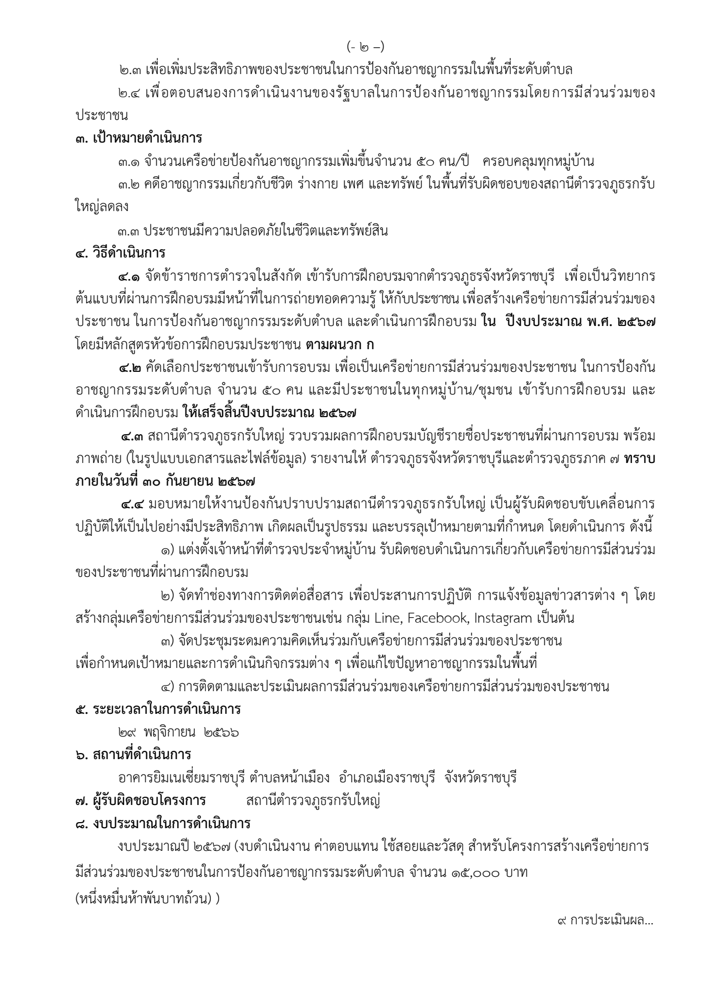 (- ๒ –)
๒.๓ เพื่อเพิ่มประสิทธิภาพของประชาชนในการป้องกันอาชญากรรมในพื้นที่ระดับตำบล
๒.๔ เพื่อตอบสนองการดำเนินงานของรัฐบาลในการป้องกันอาชญากรรมโดยการมีส่วนร่วมของ
ประชาชน
๓. เป้าหมายดำเนินการ
๓.๑ จำนวนเครือข่ายป้องกันอาชญากรรมเพิ่มขึ้นจำนวน ๕๐ คน/ปี ครอบคลุมทุกหมู่บ้าน
๓.๒ คดีอาชญากรรมเกี่ยวกับชีวิต ร่างกาย เพศ และทรัพย์ ในพื้นที่รับผิดชอบของสถานีตำรวจภูธรกรับ
ใหญ่ลดลง
๓.๓ ประชาชนมีความปลอดภัยในชีวิตและทรัพย์สิน
๔. วิธีดำเนินการ
๔.๑ จัดข้าราชการตำรวจในสังกัด เข้ารับการฝึกอบรมจากตำรวจภูธรจังหวัดราชบุรี เพื่อเป็นวิทยากร
ต้นแบบที่ผ่านการฝึกอบรมมีหน้าที่ในการถ่ายทอดความรู้ ให้กับประชาชน เพื่อสร้างเครือข่ายการมีส่วนร่วมของ
ประชาชน ในการป้องกันอาชญากรรมระดับตำบล และดำเนินการฝึกอบรม ใน ปีงบประมาณ พ.ศ. ๒๕๖๗
โดยมีหลักสูตรหัวข้อการฝึกอบรมประชาชน ตามผนวก ก
๔.๒ คัดเลือกประชาชนเข้ารับการอบรม เพื่อเป็นเครือข่ายการมีส่วนร่วมของประชาชน ในการป้องกัน
อาชญากรรมระดับตำบล จำนวน ๕๐ คน และมีประชาชนในทุกหมู่บ้าน/ชุมชน เข้ารับการฝึกอบรม และ
ดำเนินการฝึกอบรม ให้เสร็จสิ้นปีงบประมาณ ๒๕๖๗
๔.๓ สถานีตำรวจภูธรกรับใหญ่ รวบรวมผลการฝึกอบรมบัญชีรายชื่อประชาชนที่ผ่านการอบรม พร้อม
ภาพถ่าย (ในรูปแบบเอกสารและไฟล์ข้อมูล) รายงานให้ ตำรวจภูธรจังหวัดราชบุรีและตำรวจภูธรภาค ๗ ทราบ
ภายในวันที่ ๓๐ กันยายน ๒๕๖๗
๔.๔ มอบหมายให้งานป้องกันปราบปรามสถานีตำรวจภูธรกรับใหญ่ เป็นผู้รับผิดชอบขับเคลื่อนการ
ปฏิบัติให้เป็นไปอย่างมีประสิทธิภาพ เกิดผลเป็นรูปธรรม และบรรลุเป้าหมายตามที่กำหนด โดยดำเนินการ ดังนี้
๑) แต่งตั้งเจ้าหน้าที่ตำรวจประจำหมู่บ้าน รับผิดชอบดำเนินการเกี่ยวกับเครือข่ายการมีส่วนร่วม
ของประชาชนที่ผ่านการฝึกอบรม
๒) จัดทำช่องทางการติดต่อสื่อสาร เพื่อประสานการปฏิบัติ การแจ้งข้อมูลข่าวสารต่าง ๆ โดย
สร้างกลุ่มเครือข่ายการมีส่วนร่วมของประชาชนเช่น กลุ่ม Line, Facebook, Instagram เป็นต้น
๓) จัดประชุมระดมความคิดเห็นร่วมกับเครือข่ายการมีส่วนร่วมของประชาชน
เพื่อกำหนดเป้าหมายและการดำเนินกิจกรรมต่าง ๆ เพื่อแก้ไขปัญหาอาชญากรรมในพื้นที่
๔) การติดตามและประเมินผลการมีส่วนร่วมของเครือข่ายการมีส่วนร่วมของประชาชน
๕. ระยะเวลาในการดำเนินการ
๒๙ พฤจิกายน ๒๕๖๖
๖. สถานที่ดำเนินการ
อาคารยิมเนเซี่ยมราชบุรี ตำบลหน้าเมือง อำเภอเมืองราชบุรี จังหวัดราชบุรี
๗. ผู้รับผิดชอบโครงการ สถานีตำรวจภูธรกรับใหญ่
๘. งบประมาณในการดำเนินการ
งบประมาณปี ๒๕๖๗ (งบดำเนินงาน ค่าตอบแทน ใช้สอยและวัสดุ สำหรับโครงการสร้างเครือข่ายการ
มีส่วนร่วมของประชาชนในการป้องกันอาชญากรรมระดับตำบล จำนวน ๑๕,๐๐๐ บาท
(หนึ่งหมื่นห้าพันบาทถ้วน) )
๙ การประเมินผล...